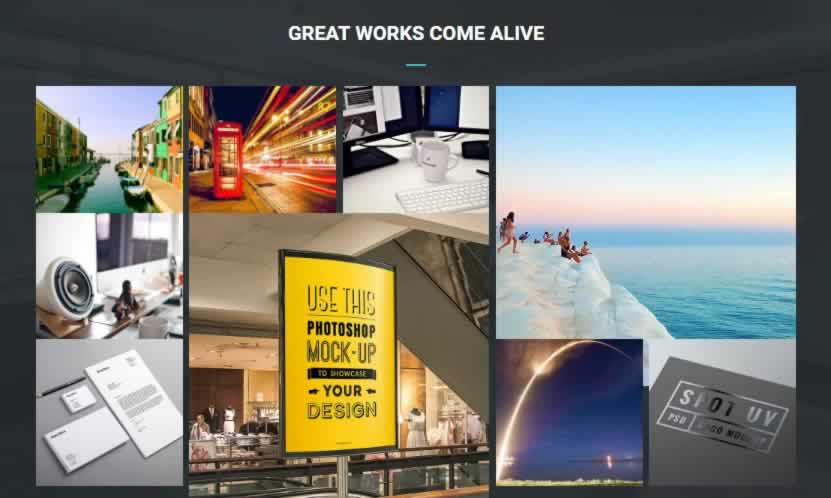 GREAT WORKS COME ALIVE
USE THIS
PHOTOSHOP
MOCK-UP
TO SHOWCASE
YOUR
DESIGN
SPOT UV
PSD LOGO MOCKUP